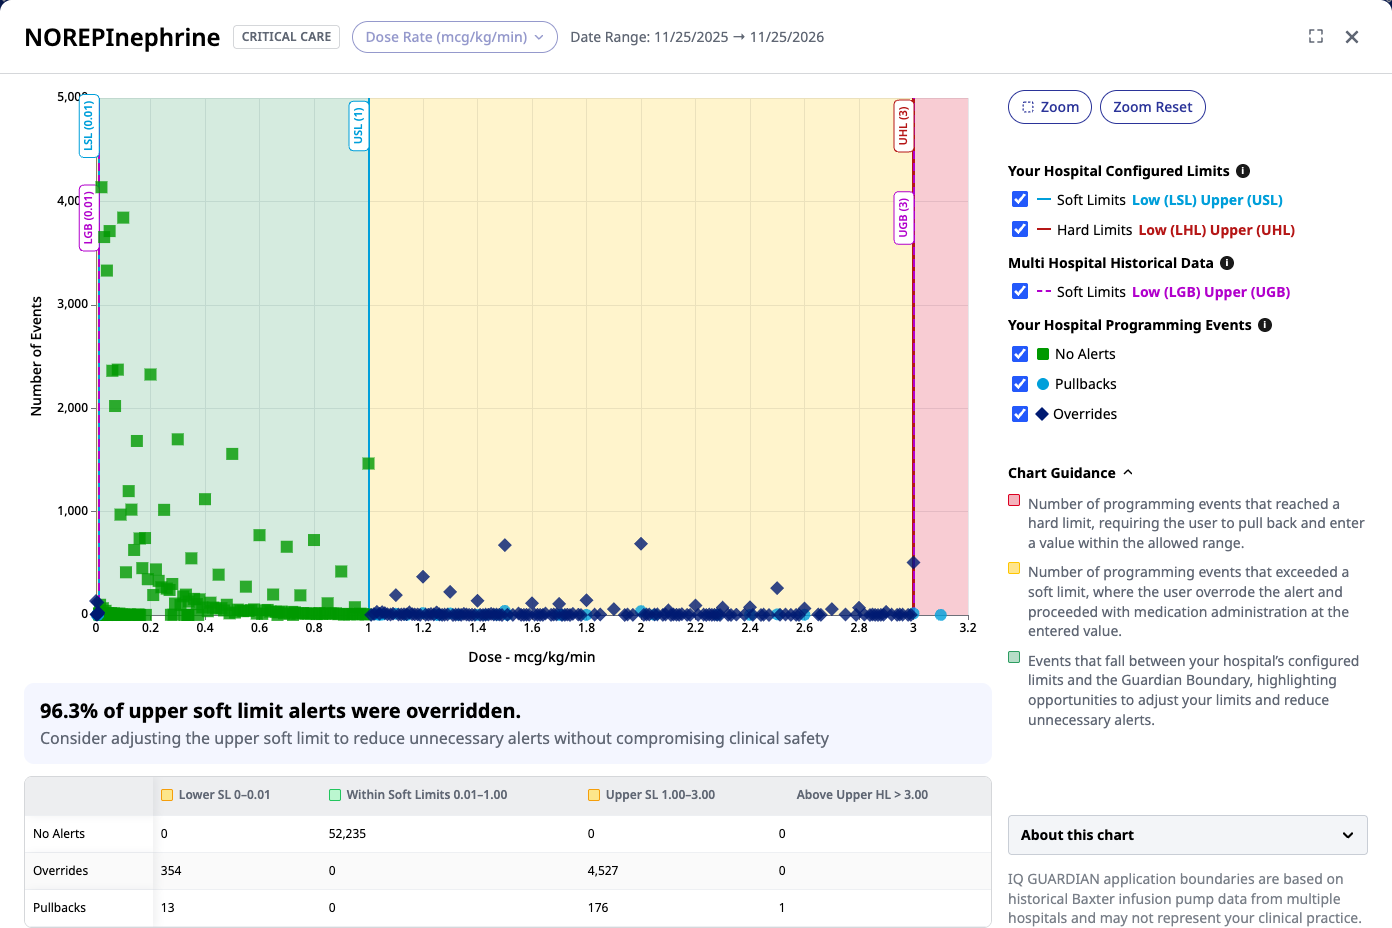 NOREPInephrine
CRITICAL CARE
Dose Rate (mcg/kg/min)
Date Range: 11/25/2025 → 11/25/2026
5,000
4,000
3,000
2,000
1,000
0
Number of Events
LSL (0.01)
LGB (0.01)
USL (1)
UHL (3)
UGB (3)
0 0.2 0.4 0.6 0.8 1 1.2 1.4 1.6 1.8 2 2.2 2.4 2.6 2.8 3 3.2
Dose - mcg/kg/min
Zoom
Zoom Reset
Your Hospital Configured Limits
Soft Limits Low (LSL) Upper (USL)
Hard Limits Low (LHL) Upper (UHL)
Multi Hospital Historical Data
Soft Limits Low (LGB) Upper (UGB)
Your Hospital Programming Events
No Alerts
Pullbacks
Overrides
Chart Guidance
Number of programming events that reached a
hard limit, requiring the user to pull back and enter
a value within the allowed range.
Number of programming events that exceeded a
soft limit, where the user overrode the alert and
proceeded with medication administration at the
entered value.
Events that fall between your hospital’s configured
limits and the Guardian Boundary, highlighting
opportunities to adjust your limits and reduce
unnecessary alerts.
96.3% of upper soft limit alerts were overridden.
Consider adjusting the upper soft limit to reduce unnecessary alerts without compromising clinical safety
Lower SL 0–0.01 Within Soft Limits 0.01–1.00 Upper SL 1.00–3.00 Above Upper HL > 3.00
No Alerts 0 52,235 0 0
Overrides 354 0 4,527 0
Pullbacks 13 0 176 1
About this chart
IQ GUARDIAN application boundaries are based on
historical Baxter infusion pump data from multiple
hospitals and may not represent your clinical practice.